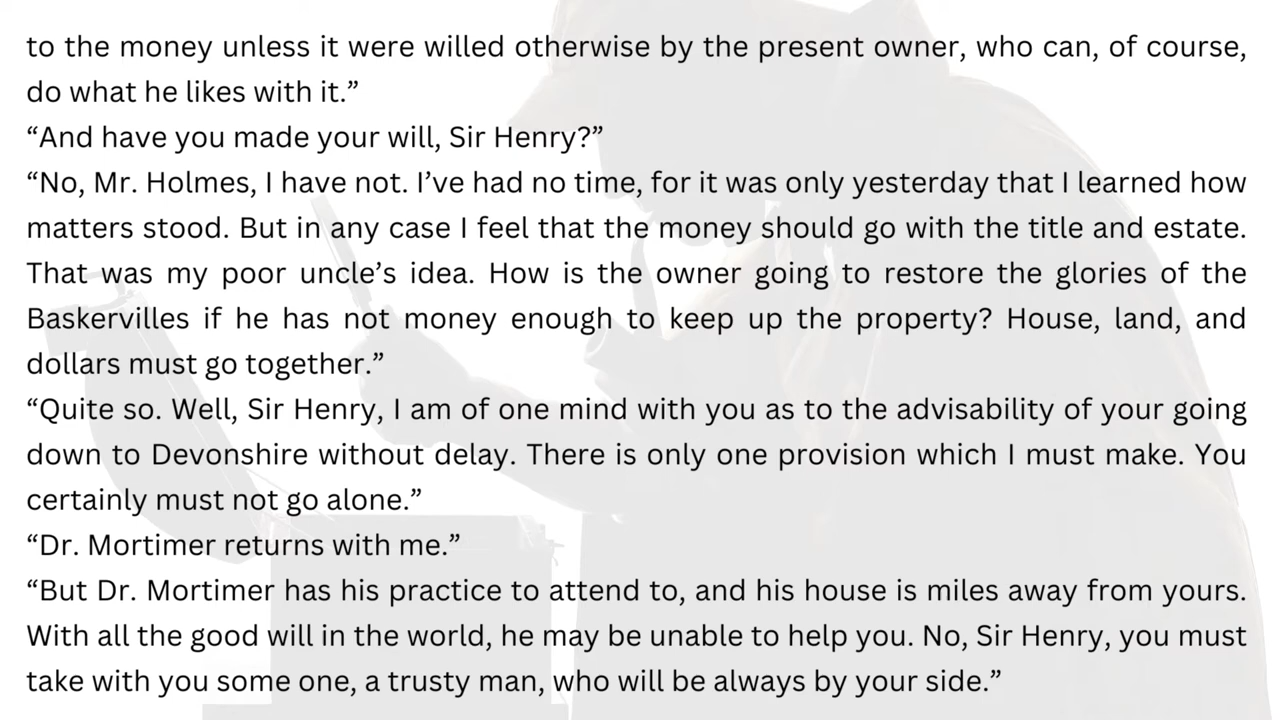 to the money unless it were willed otherwise by the present owner, who can, of course,
do what he likes with it.”
“And have you made your will, Sir Henry?”
“No, Mr. Holmes, I have not. I’ve had no time, for it was only yesterday that I learned how
matters stood. But in any case I feel that the money should go with the title and estate.
That was my poor uncle’s idea. How is the owner going to restore the glories of the
Baskervilles if he has not money enough to keep up the property? House, land, and
dollars must go together.”
“Quite so. Well, Sir Henry, I am of one mind with you as to the advisability of your going
down to Devonshire without delay. There is only one provision which I must make. You
certainly must not go alone.”
“Dr. Mortimer returns with me.”
“But Dr. Mortimer has his practice to attend to, and his house is miles away from yours.
With all the good will in the world, he may be unable to help you. No, Sir Henry, you must
take with you some one, a trusty man, who will be always by your side.”